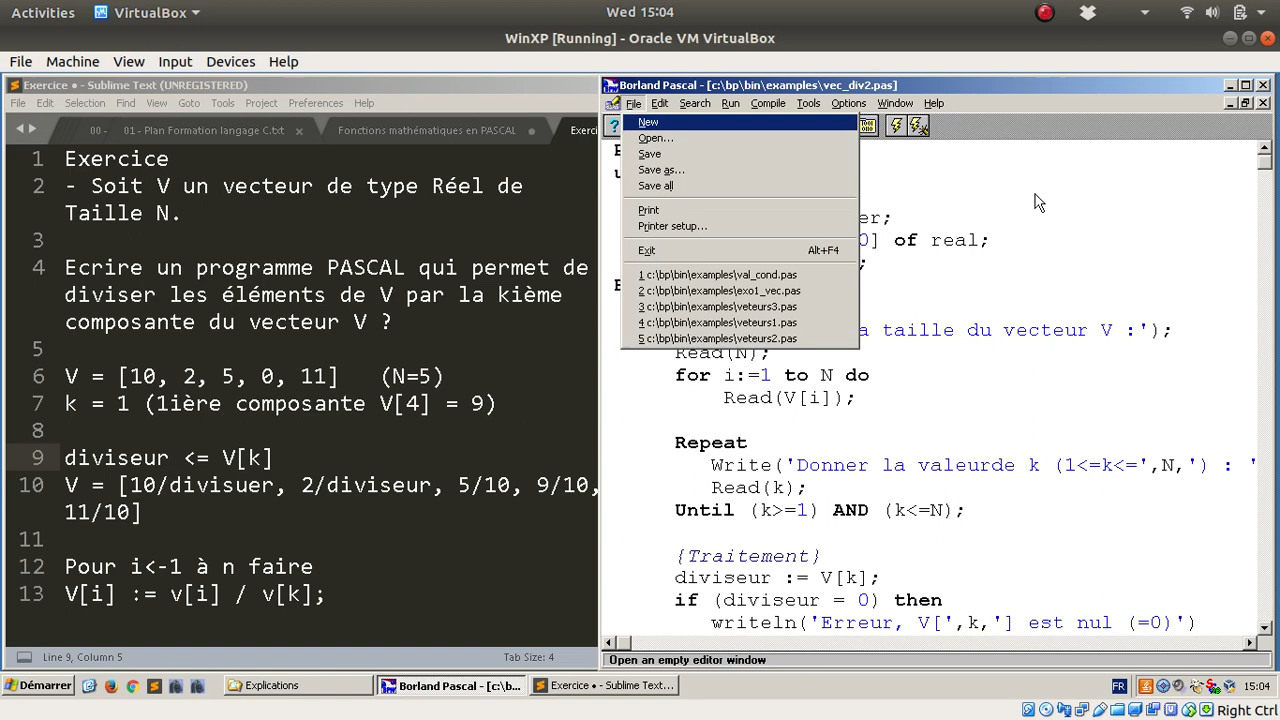 Activities VirtualBox Wed 15:04
WinXP [Running] - Oracle VM VirtualBox
File Machine View Input Devices Help
Exercice • - Sublime Text (UNREGISTERED)
File Edit Selection Find View Goto Tools Project Preferences Help
00 - 01 - Plan Formation langage C.txt Fonctions mathématiques en PASCAL Exercice
1 Exercice
2 - Soit V un vecteur de type Réel de
Taille N.
3
4 Ecrire un programme PASCAL qui permet de
diviser les éléments de V par la kième
composante du vecteur V ?
5
6 V = [10, 2, 5, 0, 11] (N=5)
7 k = 1 (1ière composante V[4] = 9)
8
9 diviseur <= V[k]
10 V = [10/divisuer, 2/diviseur, 5/10, 9/10,
11/10]
11
12 Pour i<-1 à n faire
13 V[i] := v[i] / v[k];
Line 9, Column 5 Tab Size: 4
Borland Pascal - [c:\bp\bin\examples\vec_div2.pas]
File Edit Search Run Compile Tools Options Window Help
New
Open...
Save
Save as...
Save all
Print
Printer setup...
Exit Alt+F4
1 c:\bp\bin\examples\val_cond.pas
2 c:\bp\bin\examples\exo1_vec.pas
3 c:\bp\bin\examples\veteurs3.pas
4 c:\bp\bin\examples\veteurs1.pas
5 c:\bp\bin\examples\veteurs2.pas
er;
0] of real;
;
a taille du vecteur V :');
Read(N);
for i:=1 to N do
Read(V[i]);
Repeat
Write('Donner la valeurde k (1<=k<=',N,') : '
Read(k);
Until (k>=1) AND (k<=N);
{Traitement}
diviseur := V[k];
if (diviseur = 0) then
writeln('Erreur, V[',k,'] est nul (=0)')
Open an empty editor window
Démarrer Explications Borland Pascal - [c:\b... Exercice • - Sublime Text... FR 15:04
Right Ctrl